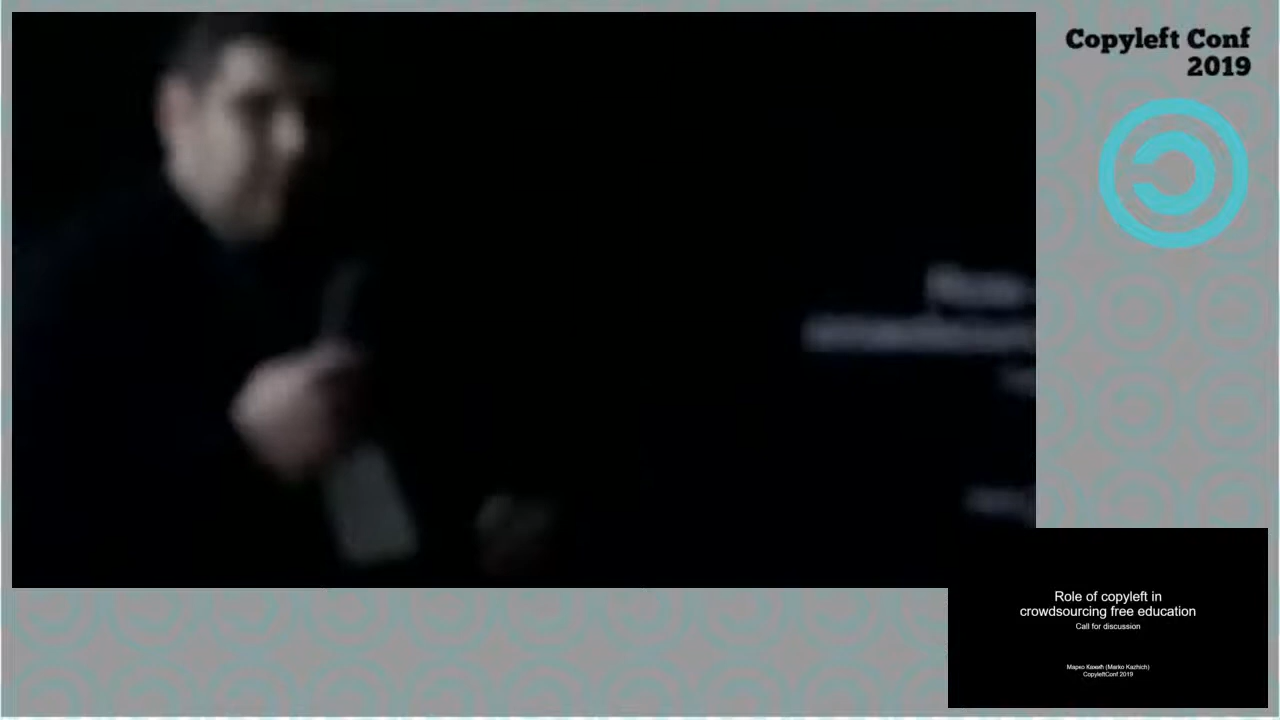 Copyleft Conf
2019
Role of copyleft in
crowdsourcing free education
Call for discussion
Марко Кажић (Marko Kazhich)
CopyleftConf 2019